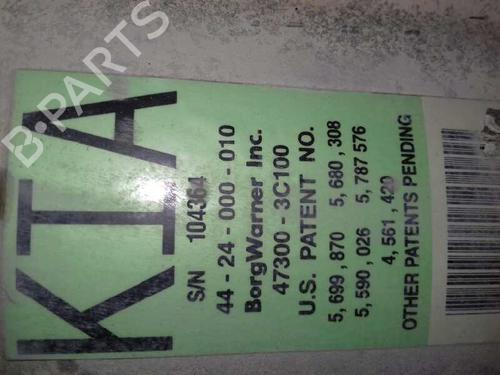 KIA
S/N 104364
44-24-000-010
BorgWarner Inc.
47300-3C100
U.S. PATENT NO.
5,699,870 5,680,308
5,590,026 5,787 576
4,561,420
OTHER PATENTS PENDING
B-PARTS